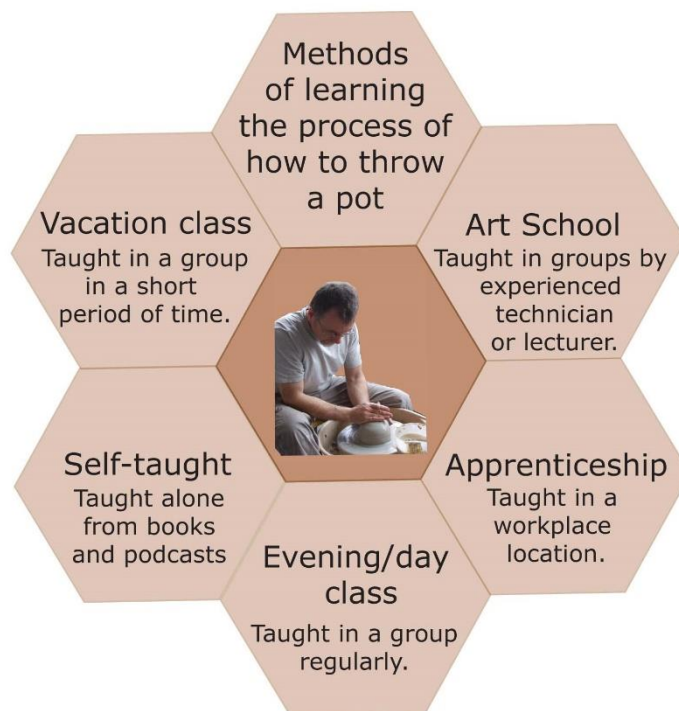 Methods
of learning
the process of
how to throw
a pot
Vacation class
Taught in a group
in a short
period of time.
Art School
Taught in groups by
experienced
technician
or lecturer.
Self-taught
Taught alone
from books
and podcasts
Apprenticeship
Taught in a
workplace
location.
Evening/day
class
Taught in a group
regularly.